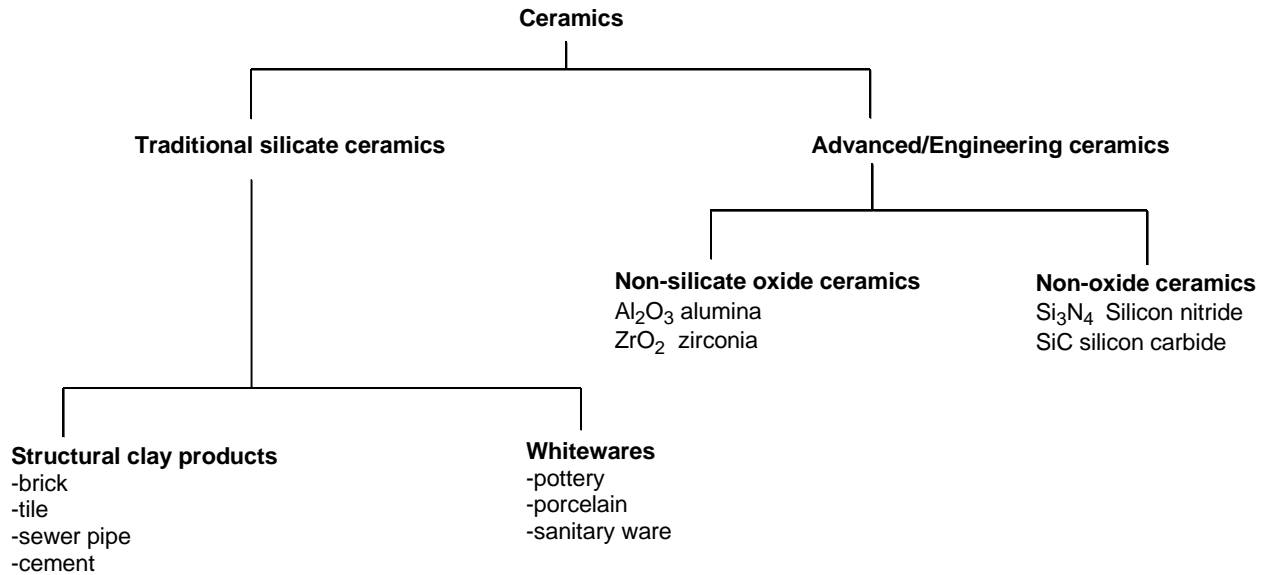 Ceramics
Traditional silicate ceramics
Advanced/Engineering ceramics
Non-silicate oxide ceramics
Al₂O₃ alumina
ZrO₂ zirconia
Non-oxide ceramics
Si₃N₄ Silicon nitride
SiC silicon carbide
Structural clay products
-brick
-tile
-sewer pipe
-cement
Whitewares
-pottery
-porcelain
-sanitary ware